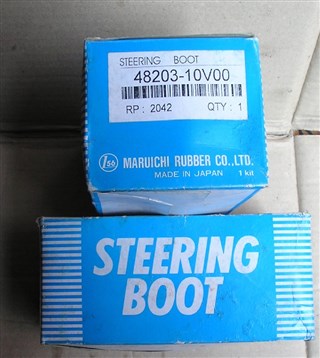 STEERING BOOT
48203-10V00
RP: 2042 QTY: 1
MARUICHI RUBBER CO.,LTD.
MADE IN JAPAN 1 kit
STEERING
BOOT